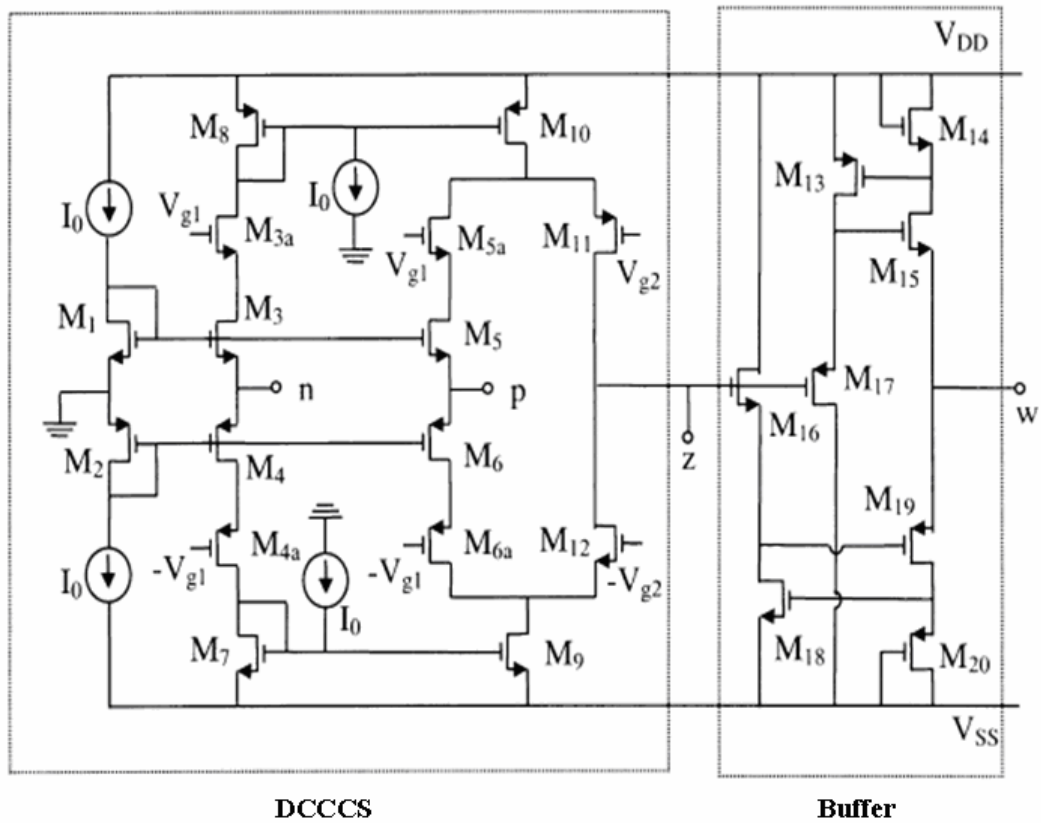 V_DD
M_8
M_10
M_14
M_13
I_0
V_g1
I_0
M_3a
M_5a
M_11
V_g1
V_g2
M_15
M_1
M_3
M_5
n
p
M_17
w
M_16
M_2
M_4
M_6
z
M_19
I_0
-V_g1
M_4a
M_6a
M_12
-V_g1
-V_g2
I_0
M_7
M_9
M_18
M_20
V_SS
DCCCS
Buffer